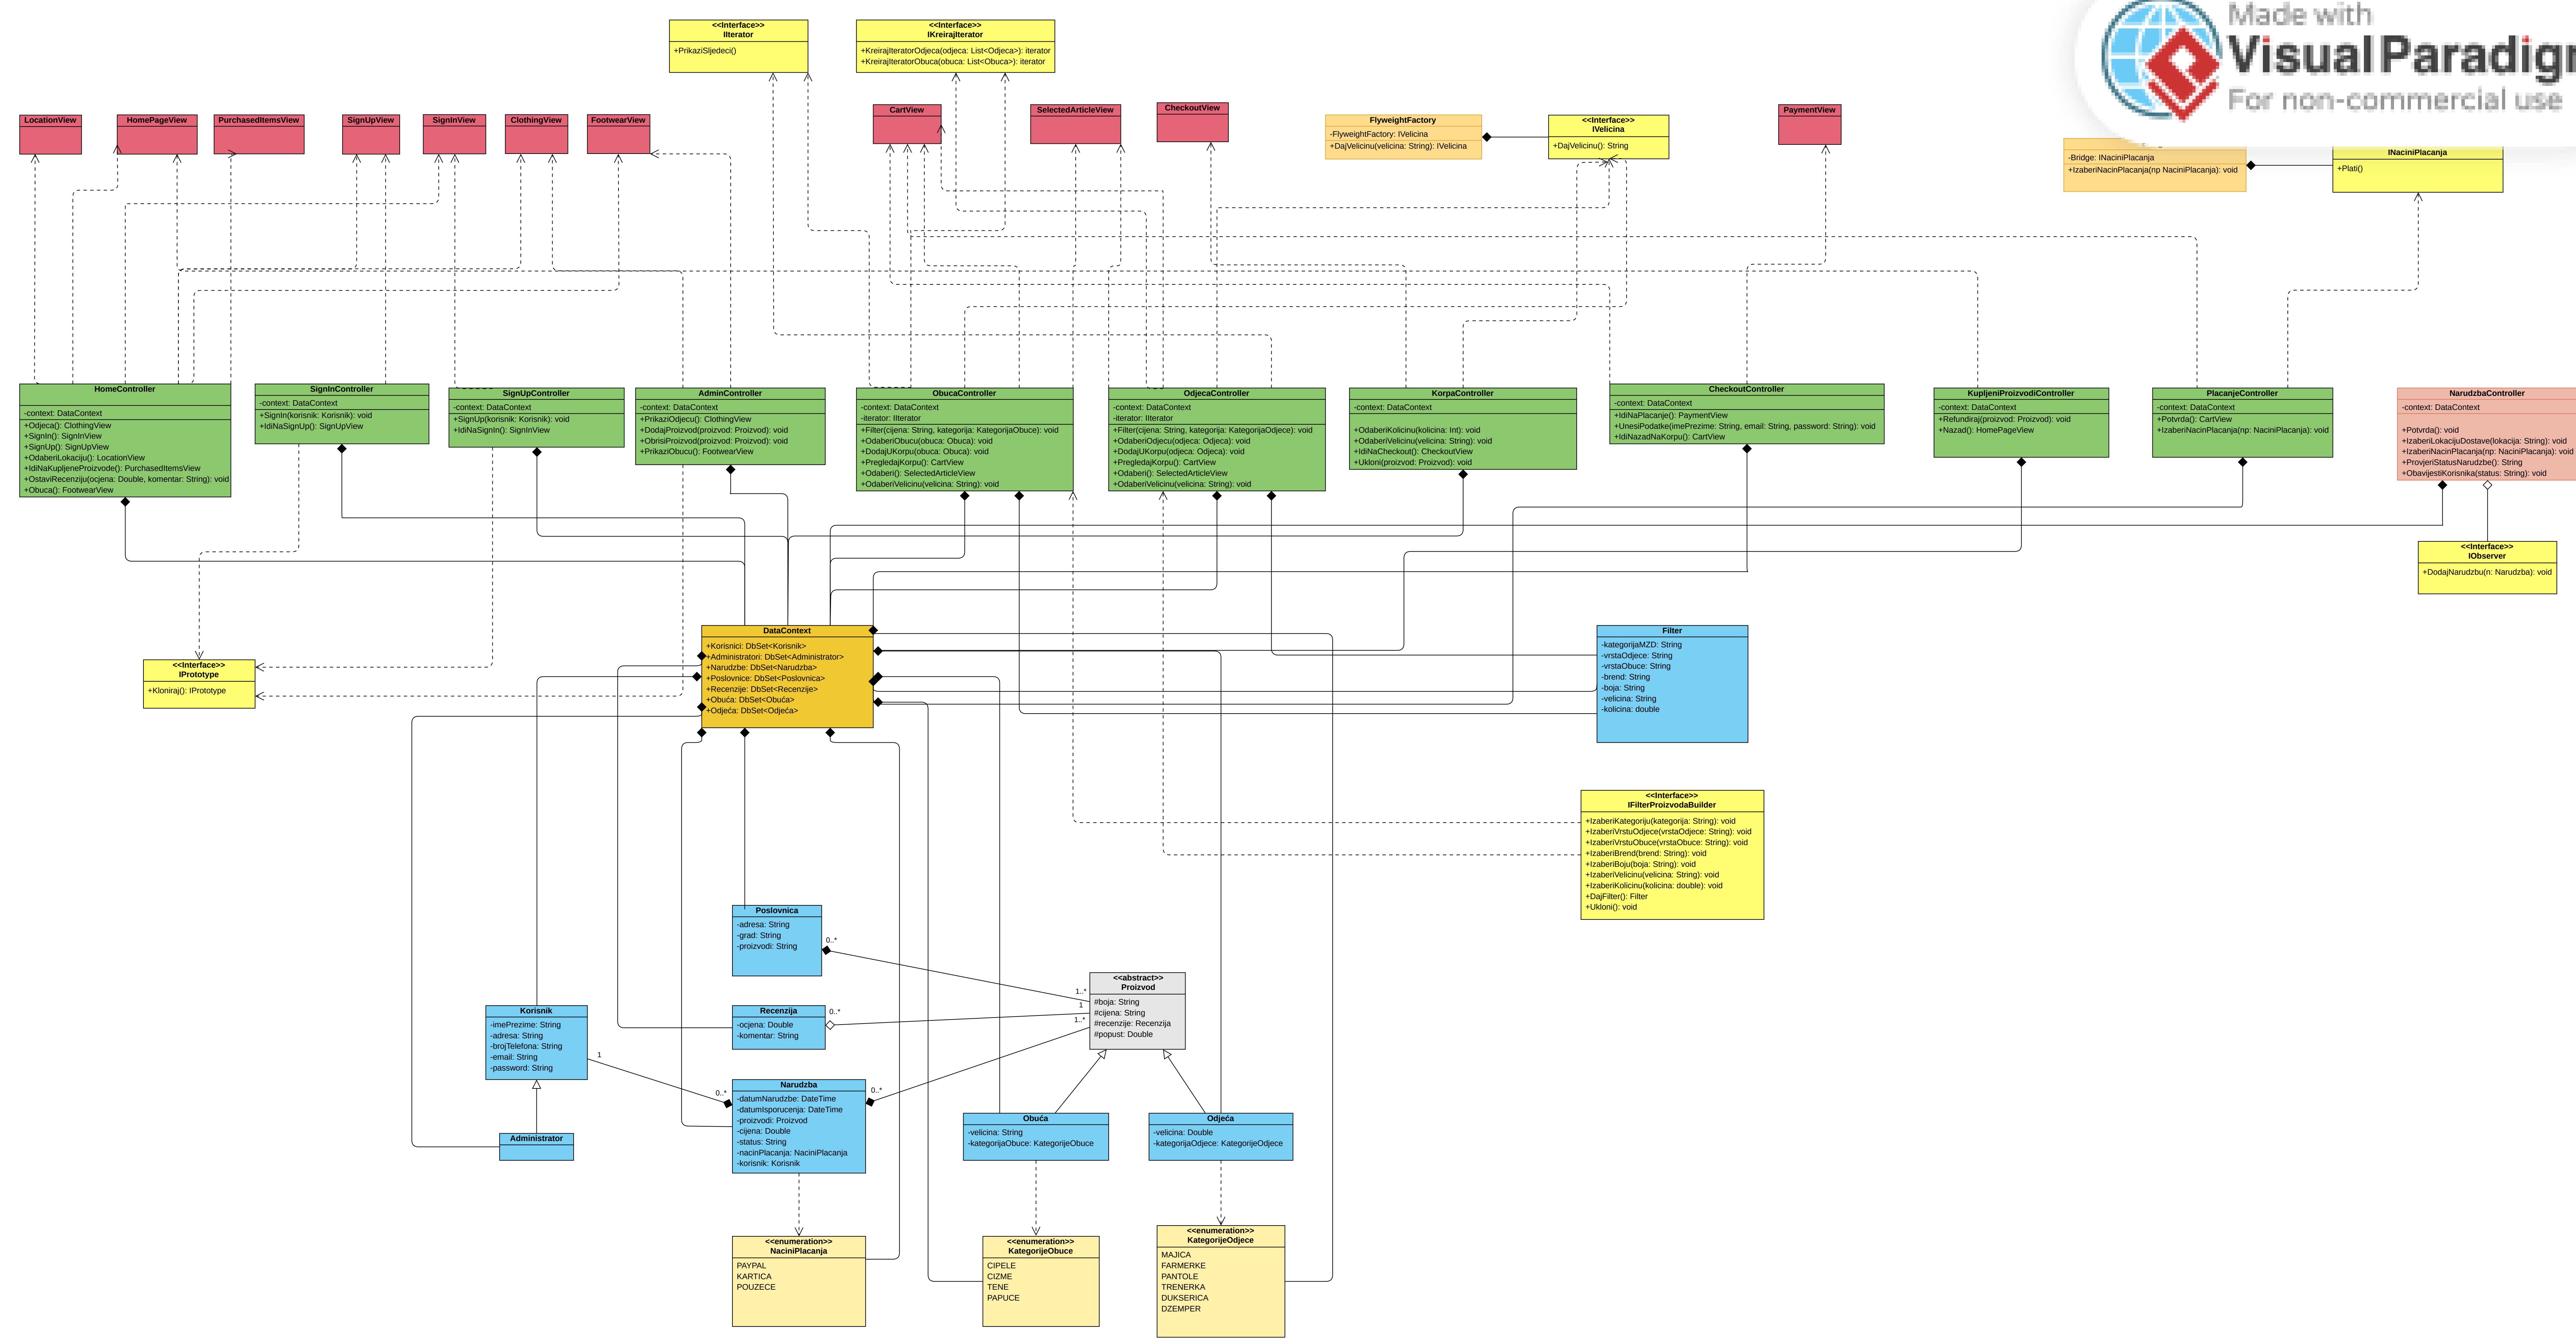 <<Interface>>
IIterator
+PrikaziSljedeci()
<<Interface>>
IKreirajIterator
+KreirajIteratorOdjeca(odjeca: List<Odjeca>): iterator
+KreirajIteratorObuca(obuca: List<Obuca>): iterator
Made with
Visual Paradigm
For non-commercial use
LocationView
HomePageView
PurchasedItemsView
SignUpView
SignInView
ClothingView
FootwearView
CartView
SelectedArticleView
CheckoutView
FlyweightFactory
-FlyweightFactory: IVelicina
+DajVelicinu(velicina: String): IVelicina
<<Interface>>
IVelicina
+DajVelicinu(): String
PaymentView
-Bridge: INaciniPlacanja
+IzaberiNacinPlacanja(np NaciniPlacanja): void
INaciniPlacanja
+Plati()
HomeController
-context: DataContext
+Odjeca(): ClothingView
+SignIn(): SignInView
+SignUp(): SignUpView
+OdaberiLokaciju(): LocationView
+IdiNaKupljeneProizvode(): PurchasedItemsView
+OstaviRecenziju(ocjena: Double, komentar: String): void
+Obuca(): FootwearView
SignInController
-context: DataContext
+SignIn(korisnik: Korisnik): void
+IdiNaSignUp(): SignUpView
SignUpController
-context: DataContext
+SignUp(korisnik: Korisnik): void
+IdiNaSignIn(): SignInView
AdminController
-context: DataContext
+PrikaziOdjecu(): ClothingView
+DodajProizvod(proizvod: Proizvod): void
+ObrisiProizvod(proizvod: Proizvod): void
+PrikaziObucu(): FootwearView
ObucaController
-context: DataContext
-iterator: IIterator
+Filter(cijena: String, kategorija: KategorijaObuce): void
+OdaberiObucu(obuca: Obuca): void
+DodajUKorpu(obuca: Obuca): void
+PregledajKorpu(): CartView
+Odaberi(): SelectedArticleView
+OdaberiVelicinu(velicina: String): void
OdjecaController
-context: DataContext
-iterator: IIterator
+Filter(cijena: String, kategorija: KategorijaOdjece): void
+OdaberiOdjecu(odjeca: Odjeca): void
+DodajUKorpu(odjeca: Odjeca): void
+PregledajKorpu(): CartView
+Odaberi(): SelectedArticleView
+OdaberiVelicinu(velicina: String): void
KorpaController
-context: DataContext
+OdaberiKolicinu(kolicina: Int): void
+OdaberiVelicinu(velicina: String): void
+IdiNaCheckout(): CheckoutView
+Ukloni(proizvod: Proizvod): void
CheckoutController
-context: DataContext
+IdiNaPlacanje(): PaymentView
+UnesiPodatke(imePrezime: String, email: String, password: String): void
+IdiNazadNaKorpu(): CartView
KupljeniProizvodiController
-context: DataContext
+Refundiraj(proizvod: Proizvod): void
+Nazad(): HomePageView
PlacanjeController
-context: DataContext
+Potvrda(): CartView
+IzaberiNacinPlacanja(np: NaciniPlacanja): void
NarudzbaController
-context: DataContext
+Potvrda(): void
+IzaberiLokacijuDostave(lokacija: String): void
+IzaberiNacinPlacanja(np: NaciniPlacanja): void
+ProvjeriStatusNarudzbe(): String
+ObavijestiKorisnika(status: String): void
<<Interface>>
IObserver
+DodajNarudzbu(n: Narudzba): void
<<Interface>>
IPrototype
+Kloniraj(): IPrototype
DataContext
+Korisnici: DbSet<Korisnik>
+Administratori: DbSet<Administrator>
+Narudzbe: DbSet<Narudzba>
+Poslovnice: DbSet<Poslovnica>
+Recenzije: DbSet<Recenzije>
+Obuća: DbSet<Obuća>
+Odjeća: DbSet<Odjeća>
Filter
-kategorijaMZD: String
-vrstaOdjece: String
-vrstaObuce: String
-brend: String
-boja: String
-velicina: String
-kolicina: double
<<Interface>>
IFilterProizvodaBuilder
+IzaberiKategoriju(kategorija: String): void
+IzaberiVrstuOdjece(vrstaOdjece: String): void
+IzaberiVrstuObuce(vrstaObuce: String): void
+IzaberiBrend(brend: String): void
+IzaberiBoju(boja: String): void
+IzaberiVelicinu(velicina: String): void
+IzaberiKolicinu(kolicina: double): void
+DajFilter(): Filter
+Ukloni(): void
Poslovnica
-adresa: String
-grad: String
-proizvodi: String
0..*
1..*
<<abstract>>
Proizvod
#boja: String
#cijena: String
#recenzije: Recenzija
#popust: Double
1
1..*
Korisnik
-imePrezime: String
-adresa: String
-brojTelefona: String
-email: String
-password: String
Recenzija
-ocjena: Double
-komentar: String
0..*
1
0..*
Narudzba
-datumNarudzbe: DateTime
-datumIsporucenja: DateTime
-proizvodi: Proizvod
-cijena: Double
-status: String
-nacinPlacanja: NaciniPlacanja
-korisnik: Korisnik
0..*
Administrator
Obuća
-velicina: String
-kategorijaObuce: KategorijeObuce
Odjeća
-velicina: Double
-kategorijaOdjece: KategorijeOdjece
<<enumeration>>
NaciniPlacanja
PAYPAL
KARTICA
POUZECE
<<enumeration>>
KategorijeObuce
CIPELE
CIZME
TENE
PAPUCE
<<enumeration>>
KategorijeOdjece
MAJICA
FARMERKE
PANTOLE
TRENERKA
DUKSERICA
DZEMPER